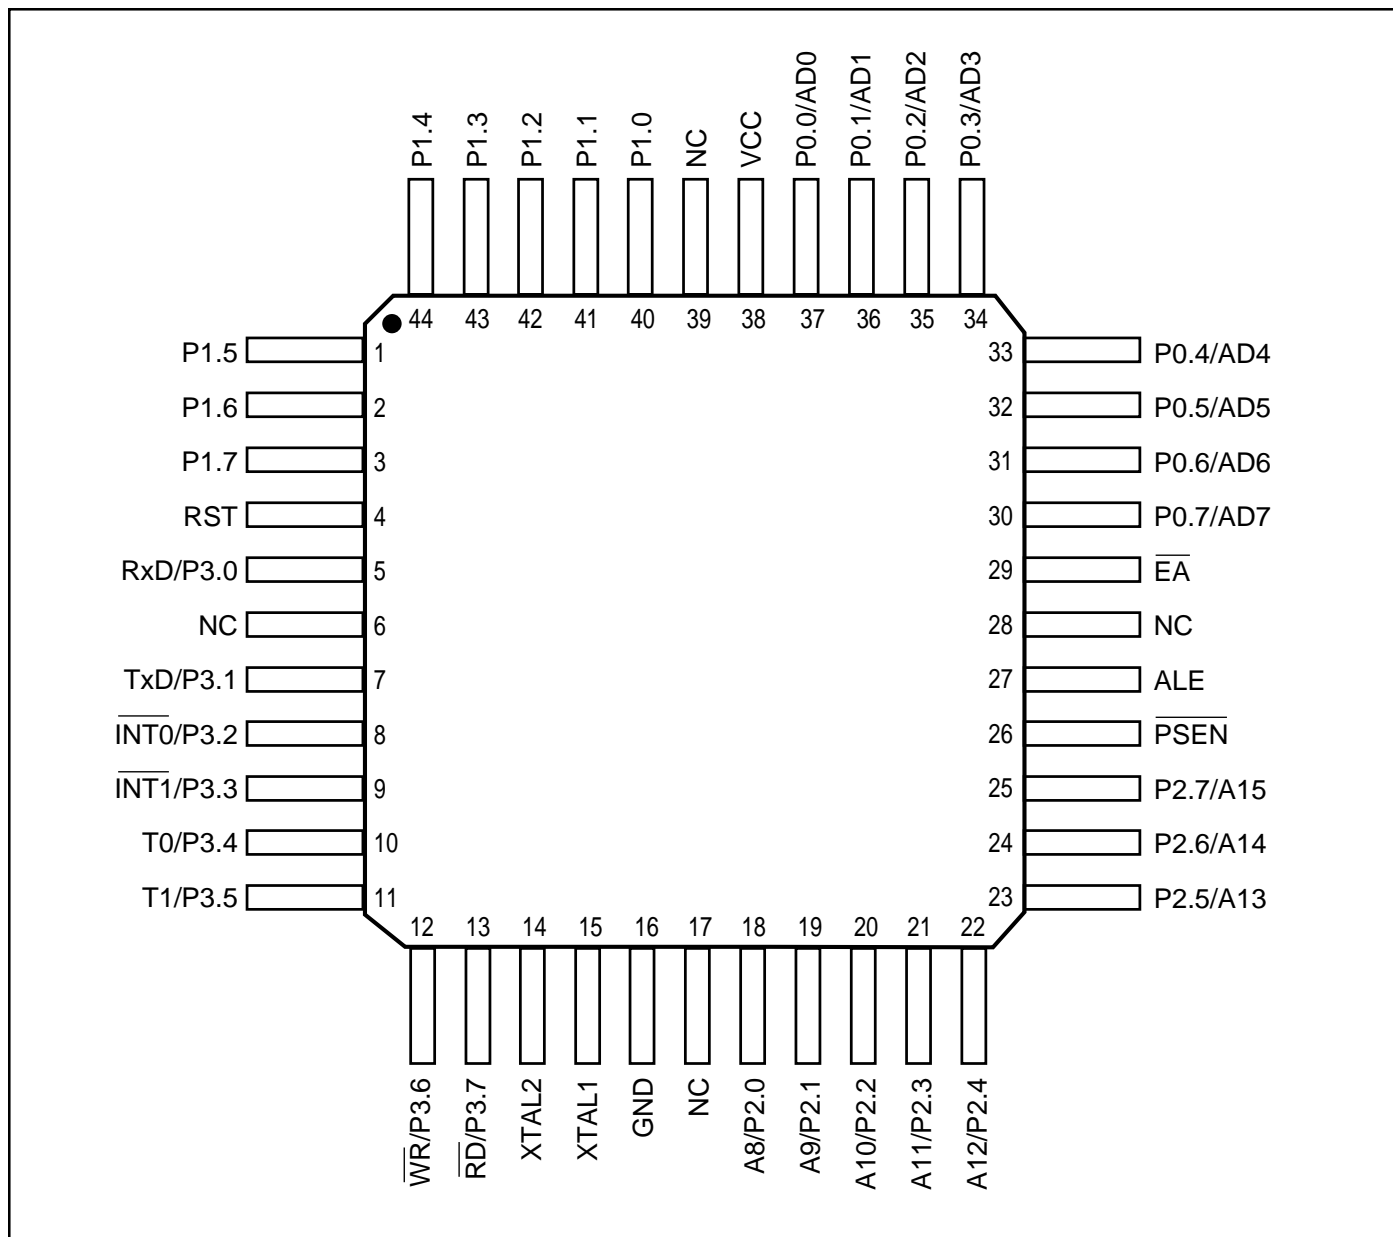 P1.4
P1.3
P1.2
P1.1
P1.0
NC
VCC
P0.0/AD0
P0.1/AD1
P0.2/AD2
P0.3/AD3
44 43 42 41 40 39 38 37 36 35 34
P1.5 1 33 P0.4/AD4
P1.6 2 32 P0.5/AD5
P1.7 3 31 P0.6/AD6
RST 4 30 P0.7/AD7
RxD/P3.0 5 29 E̅A̅
NC 6 28 NC
TxD/P3.1 7 27 ALE
I̅N̅T̅0̅/P3.2 8 26 P̅S̅E̅N̅
I̅N̅T̅1̅/P3.3 9 25 P2.7/A15
T0/P3.4 10 24 P2.6/A14
T1/P3.5 11 23 P2.5/A13
12 13 14 15 16 17 18 19 20 21 22
W̅R̅/P3.6
R̅D̅/P3.7
XTAL2
XTAL1
GND
NC
A8/P2.0
A9/P2.1
A10/P2.2
A11/P2.3
A12/P2.4